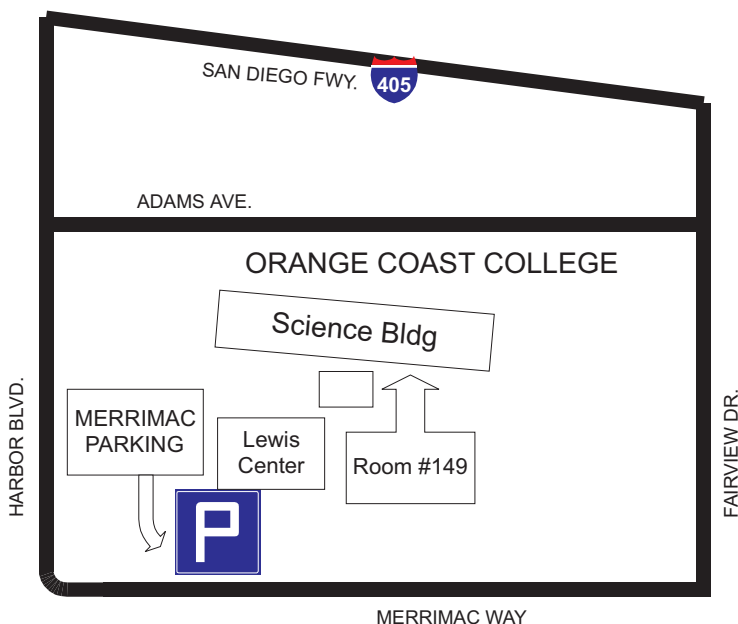 SAN DIEGO FWY.
405
ADAMS AVE.
ORANGE COAST COLLEGE
Science Bldg
HARBOR BLVD.
MERRIMAC
PARKING
Lewis
Center
Room #149
FAIRVIEW DR.
P
MERRIMAC WAY